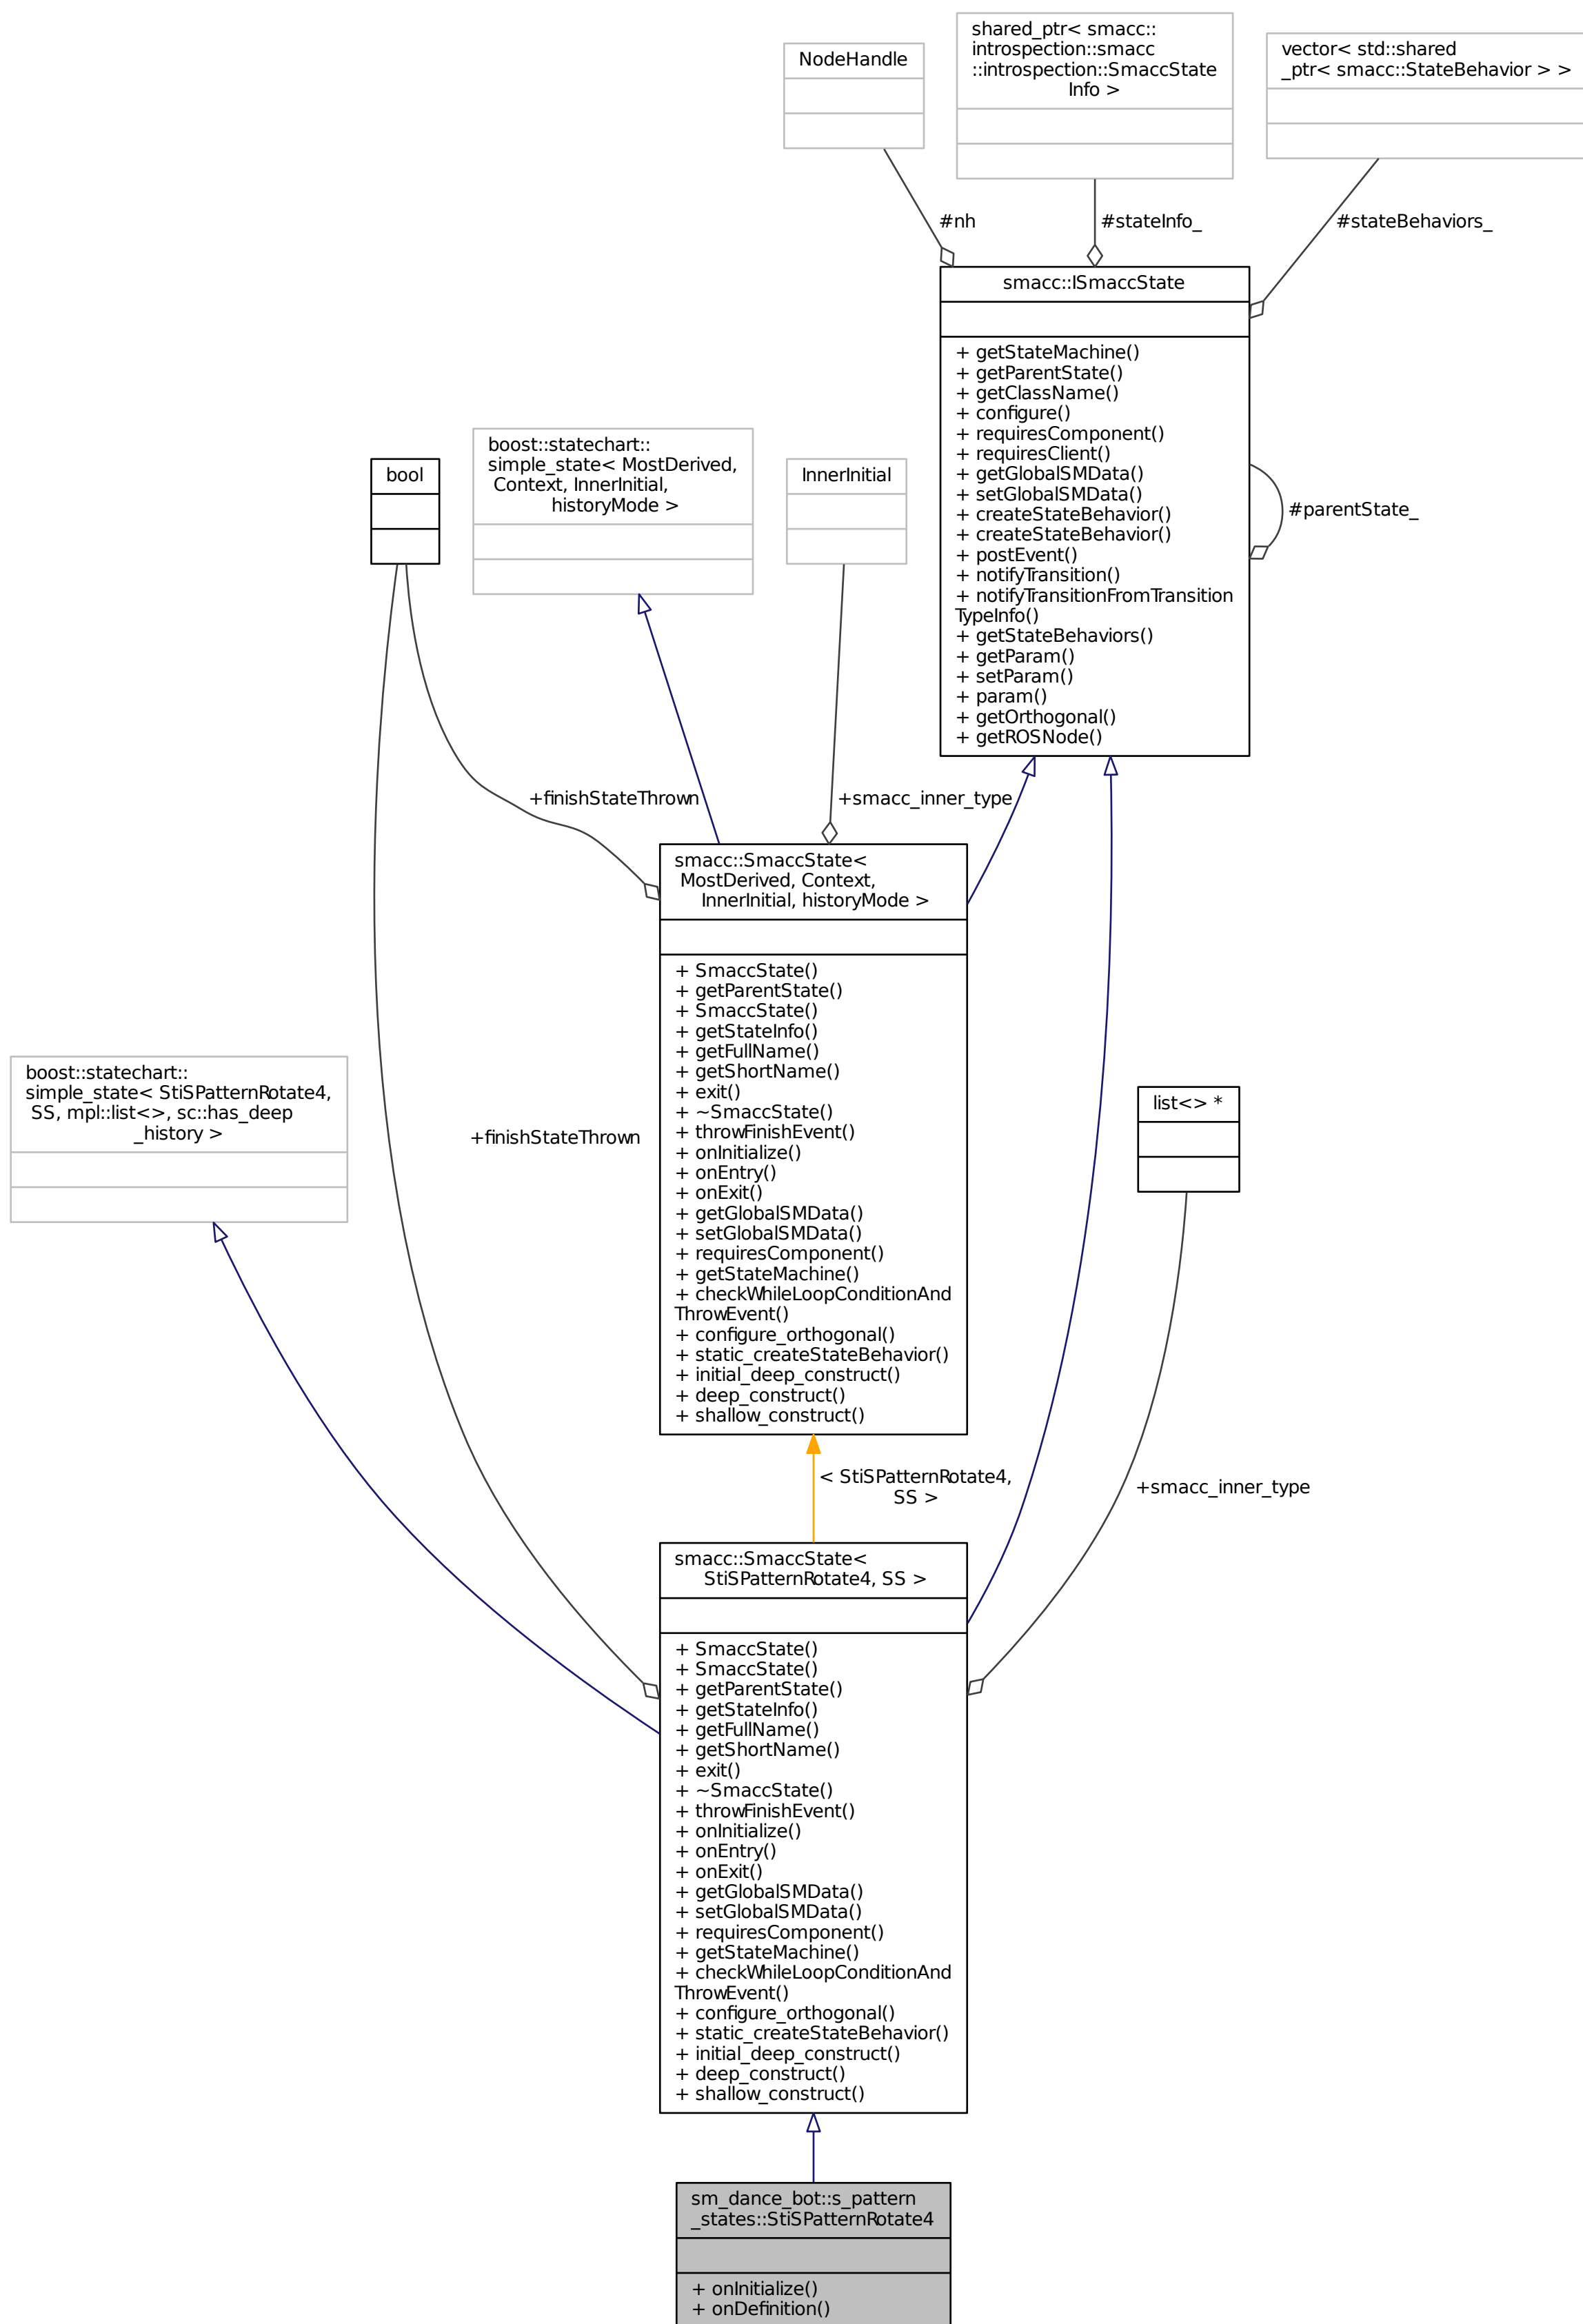 NodeHandle
shared_ptr< smacc::
introspection::smacc
::introspection::SmaccState
Info >
vector< std::shared
_ptr< smacc::StateBehavior > >
#nh
#stateInfo_
#stateBehaviors_
smacc::ISmaccState
+ getStateMachine()
+ getParentState()
+ getClassName()
+ configure()
+ requiresComponent()
+ requiresClient()
+ getGlobalSMData()
+ setGlobalSMData()
+ createStateBehavior()
+ createStateBehavior()
+ postEvent()
+ notifyTransition()
+ notifyTransitionFromTransition
TypeInfo()
+ getStateBehaviors()
+ getParam()
+ setParam()
+ param()
+ getOrthogonal()
+ getROSNode()
#parentState_
bool
boost::statechart::
simple_state< MostDerived,
Context, InnerInitial,
historyMode >
InnerInitial
+finishStateThrown
+smacc_inner_type
smacc::SmaccState<
MostDerived, Context,
InnerInitial, historyMode >
+ SmaccState()
+ getParentState()
+ SmaccState()
+ getStateInfo()
+ getFullName()
+ getShortName()
+ exit()
+ ~SmaccState()
+ throwFinishEvent()
+ onInitialize()
+ onEntry()
+ onExit()
+ getGlobalSMData()
+ setGlobalSMData()
+ requiresComponent()
+ getStateMachine()
+ checkWhileLoopConditionAnd
ThrowEvent()
+ configure_orthogonal()
+ static_createStateBehavior()
+ initial_deep_construct()
+ deep_construct()
+ shallow_construct()
boost::statechart::
simple_state< StiSPatternRotate4,
SS, mpl::list<>, sc::has_deep
_history >
+finishStateThrown
list<> *
< StiSPatternRotate4,
SS >
+smacc_inner_type
smacc::SmaccState<
StiSPatternRotate4, SS >
+ SmaccState()
+ SmaccState()
+ getParentState()
+ getStateInfo()
+ getFullName()
+ getShortName()
+ exit()
+ ~SmaccState()
+ throwFinishEvent()
+ onInitialize()
+ onEntry()
+ onExit()
+ getGlobalSMData()
+ setGlobalSMData()
+ requiresComponent()
+ getStateMachine()
+ checkWhileLoopConditionAnd
ThrowEvent()
+ configure_orthogonal()
+ static_createStateBehavior()
+ initial_deep_construct()
+ deep_construct()
+ shallow_construct()
sm_dance_bot::s_pattern
_states::StiSPatternRotate4
+ onInitialize()
+ onDefinition()